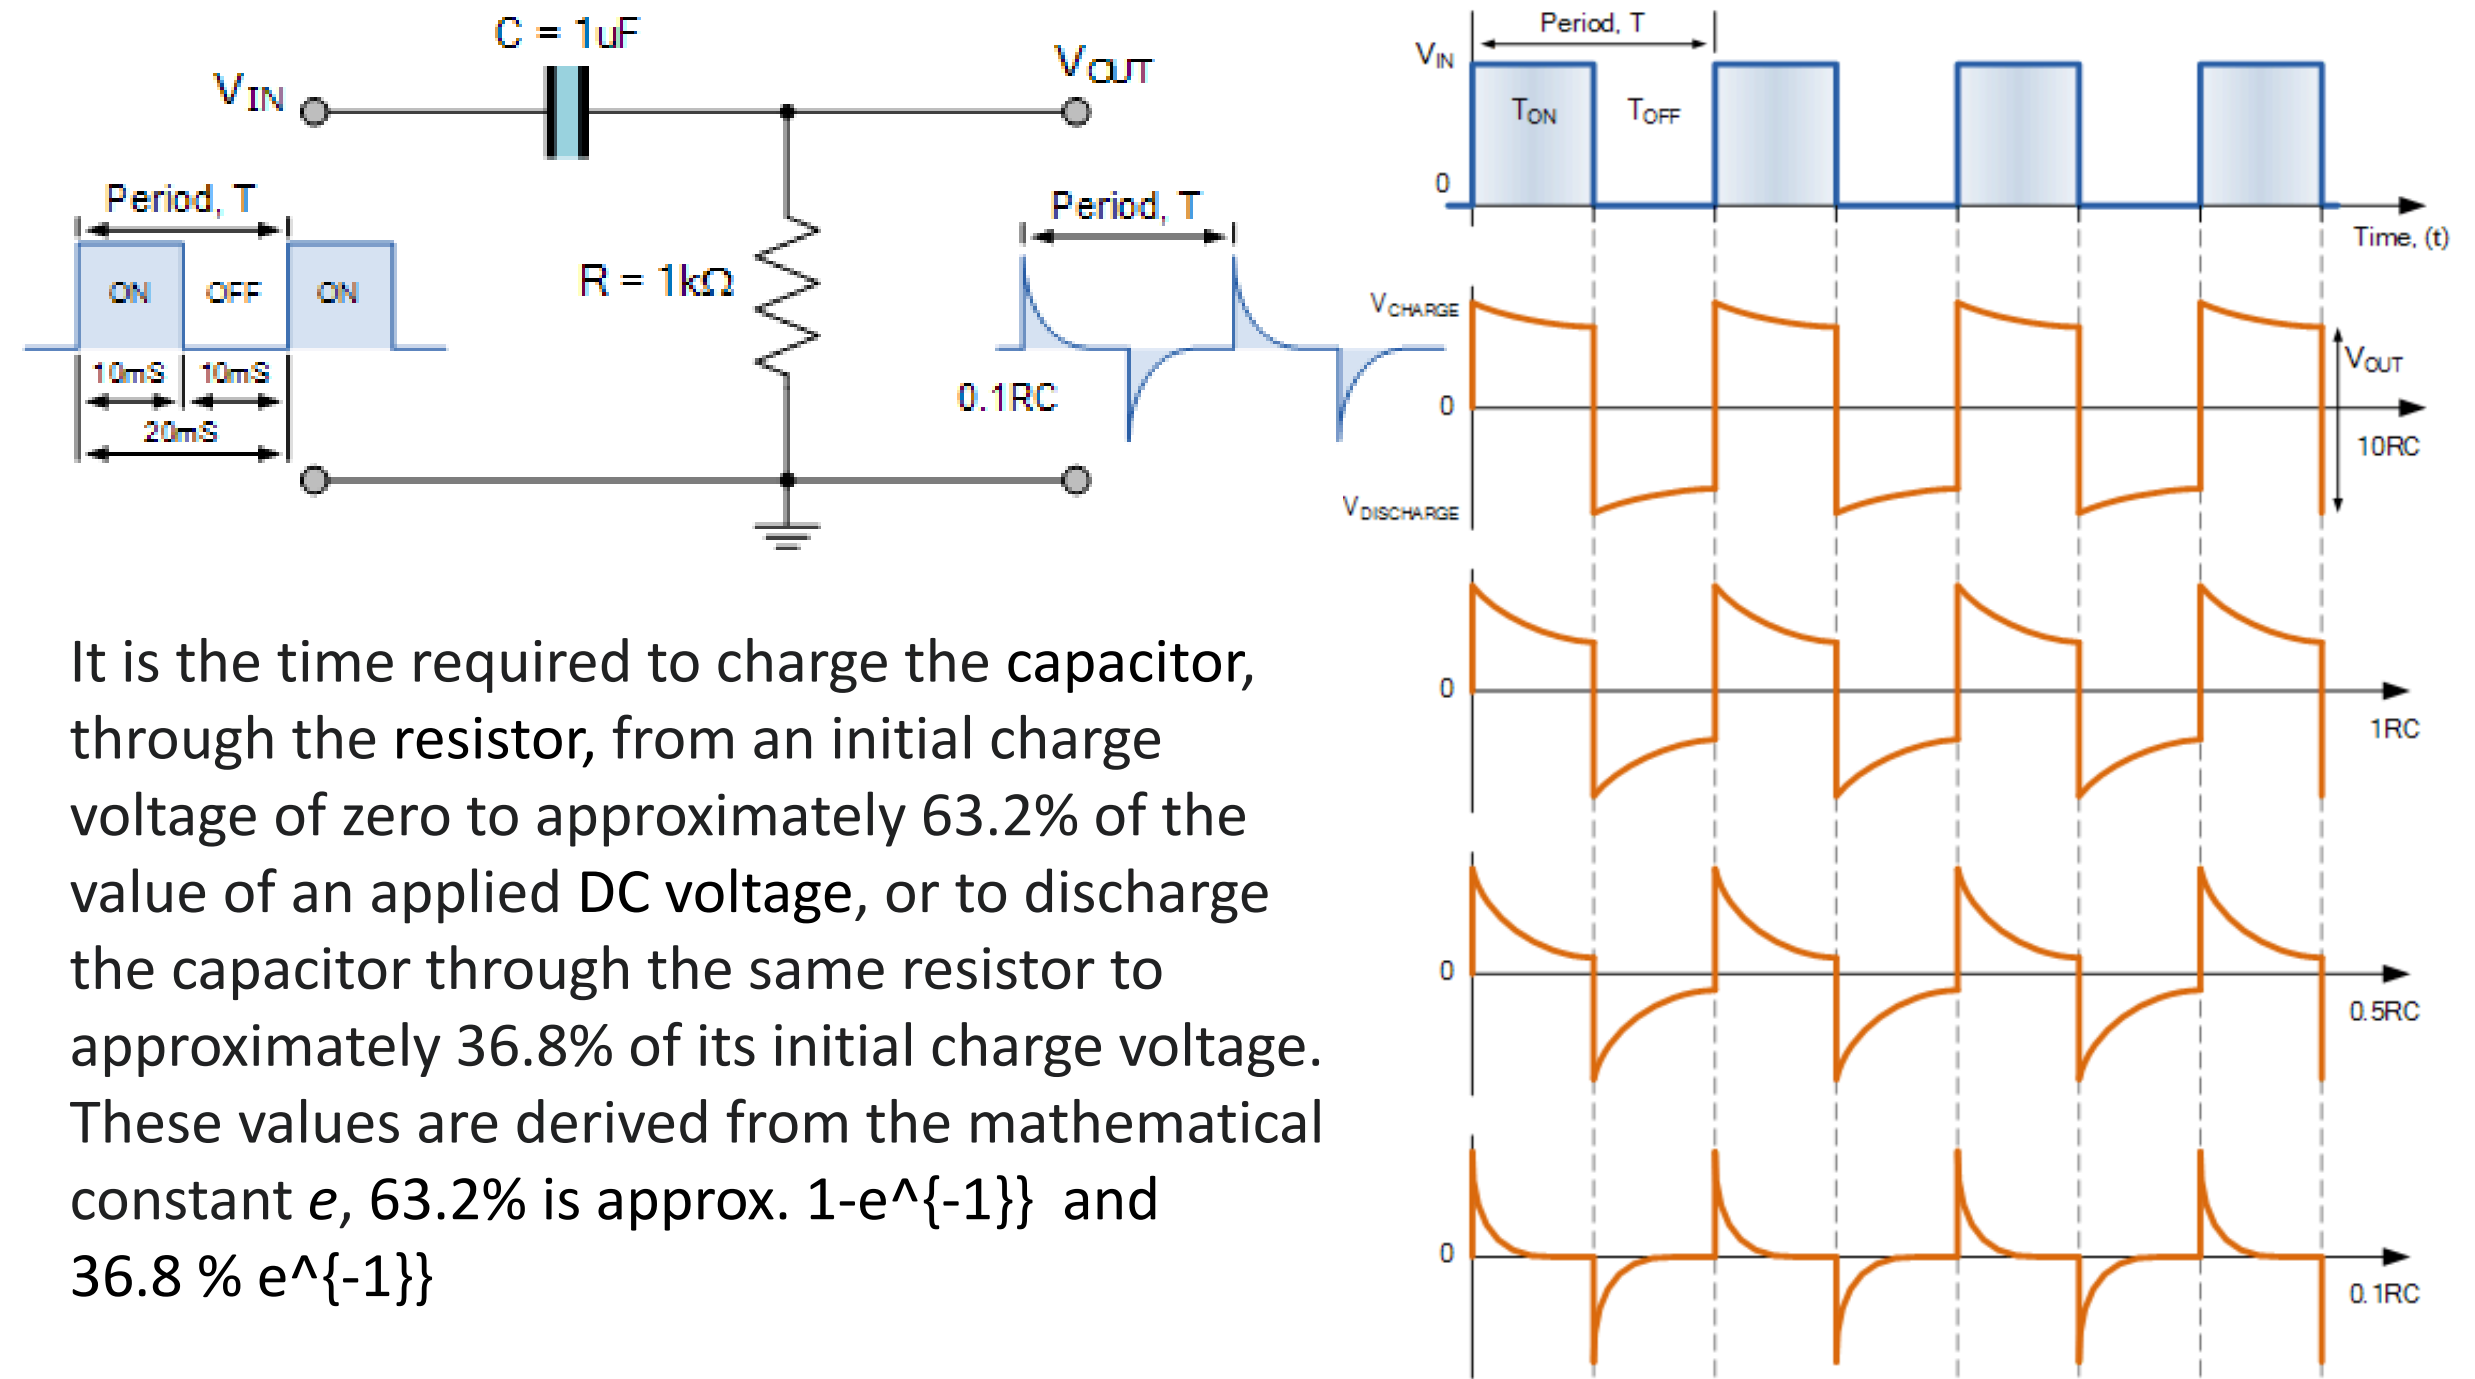 C = 1uF
VIN
VOUT
Period, T
ON
OFF
ON
10mS
10mS
20mS
R = 1kΩ
Period, T
0.1RC
It is the time required to charge the capacitor,
through the resistor, from an initial charge
voltage of zero to approximately 63.2% of the
value of an applied DC voltage, or to discharge
the capacitor through the same resistor to
approximately 36.8% of its initial charge voltage.
These values are derived from the mathematical
constant e, 63.2% is approx. 1-e^{-1}} and
36.8 % e^{-1}}
Period, T
VIN
TON
TOFF
0
Time, (t)
VCHARGE
VOUT
0
10RC
VDISCHARGE
0
1RC
0
0.5RC
0
0.1RC